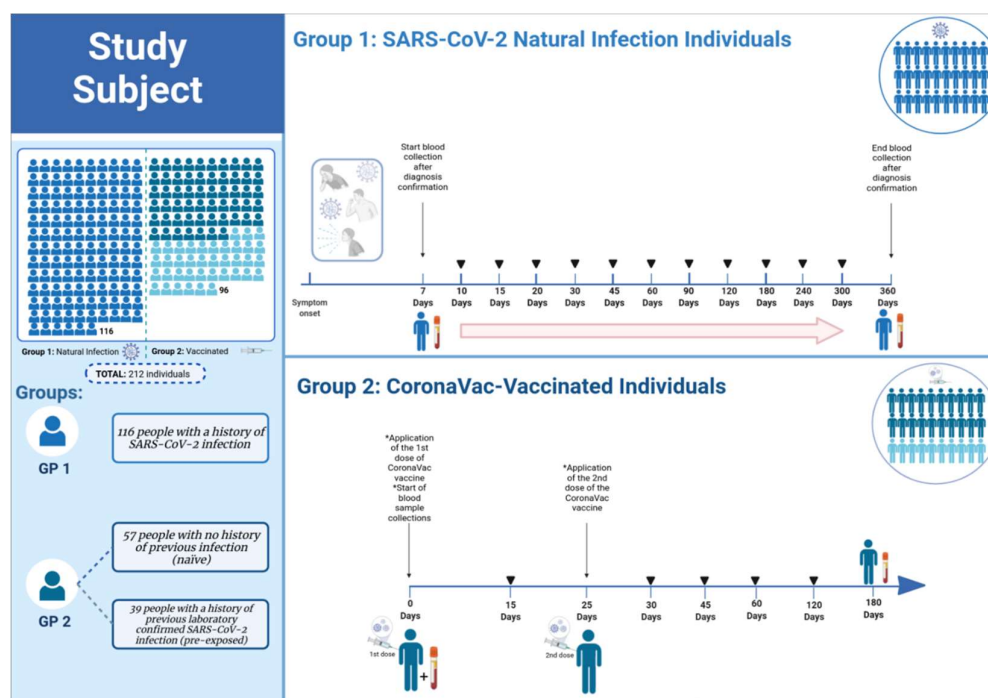 Study
Subject
116
96
Group 1: Natural Infection
Group 2: Vaccinated
TOTAL: 212 individuals
Groups:
GP 1
116 people with a history of
SARS-CoV-2 infection
GP 2
57 people with no history
of previous infection
(naïve)
39 people with a history of
previous laboratory
confirmed SARS-CoV-2
infection (pre-exposed)
Group 1: SARS-CoV-2 Natural Infection Individuals
Start blood
collection
after
diagnosis
confirmation
End blood
collection
after
diagnosis
confirmation
Symptom
onset
7 10 15 20 30 45 60 90 120 180 240 300 360
Days Days Days Days Days Days Days Days Days Days Days Days Days
Group 2: CoronaVac-Vaccinated Individuals
*Application
of the 1st
dose of
CoronaVac
vaccine
*Start of
blood
sample
collections
*Application
of the 2nd
dose of the
CoronaVac
vaccine
0 15 25 30 45 60 120 180
Days Days Days Days Days Days Days Days
1st dose
+
2nd dose